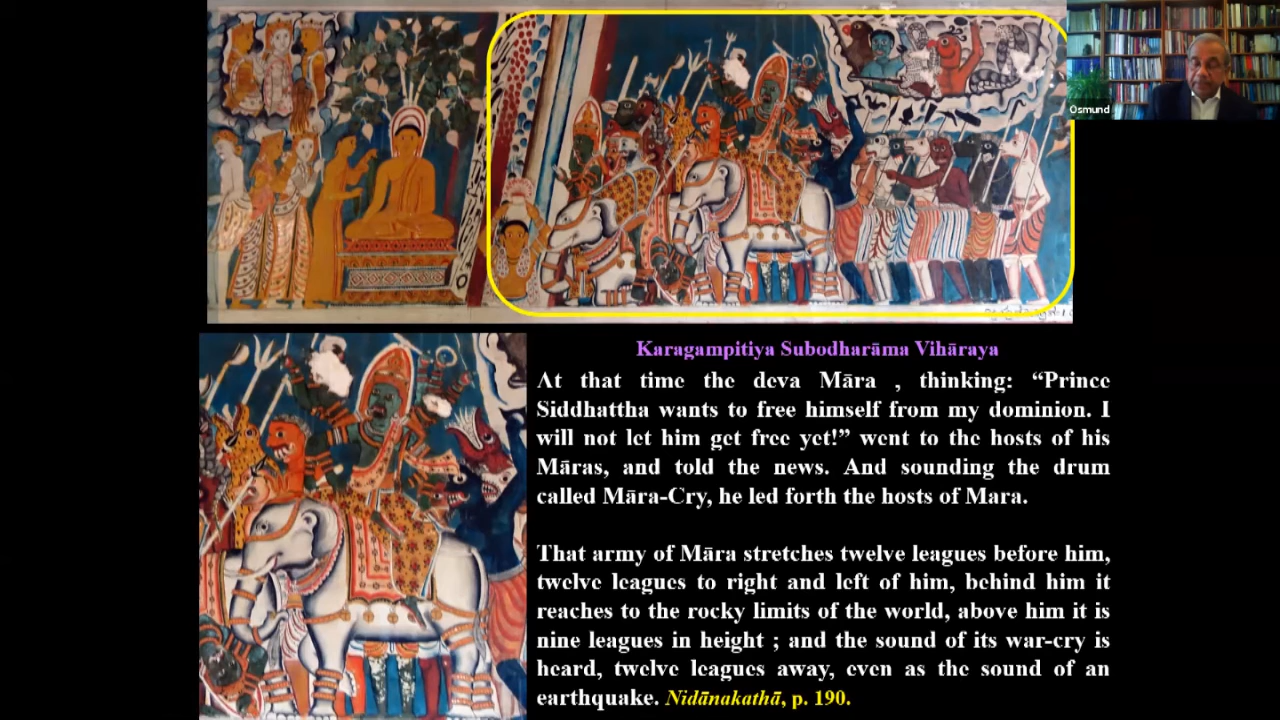 Osmund
Karagampitiya Subodharāma Vihāraya
At that time the deva Māra , thinking: “Prince
Siddhattha wants to free himself from my dominion. I
will not let him get free yet!” went to the hosts of his
Māras, and told the news. And sounding the drum
called Māra-Cry, he led forth the hosts of Mara.
That army of Māra stretches twelve leagues before him,
twelve leagues to right and left of him, behind him it
reaches to the rocky limits of the world, above him it is
nine leagues in height ; and the sound of its war-cry is
heard, twelve leagues away, even as the sound of an
earthquake. Nidānakathā, p. 190.